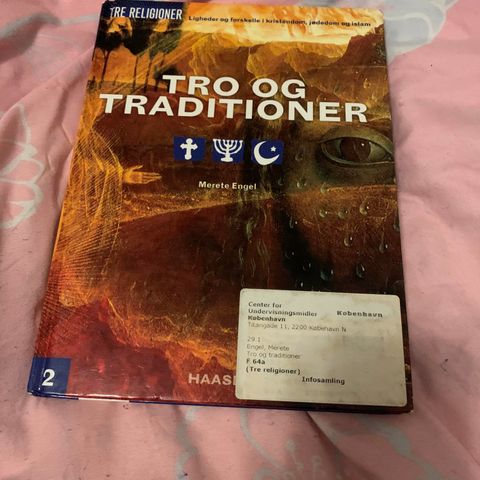 TRE RELIGIONER
Ligheder og forskelle i kristendom, jødedom og islam
TRO OG
TRADITIONER
Merete Engel
Center for
Undervisningsmidler København
København
Titangade 11, 2200 København N
29.1
Engel, Merete
Tro og traditioner
F 64a
(Tre religioner)
Infosamling
2
HAAS